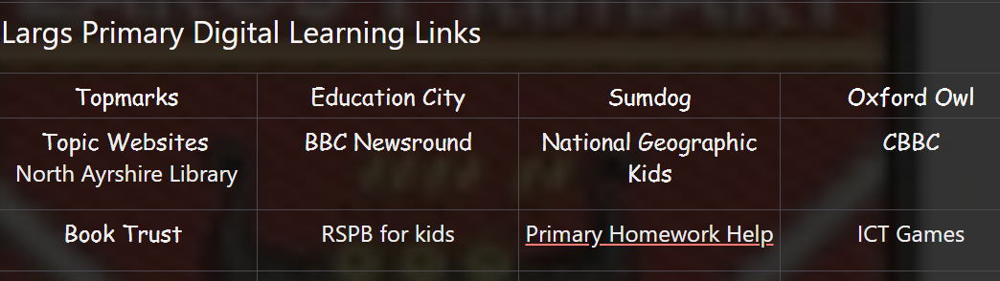 Largs Primary Digital Learning Links
Topmarks
Education City
Sumdog
Oxford Owl
Topic Websites
North Ayrshire Library
BBC Newsround
National Geographic
Kids
CBBC
Book Trust
RSPB for kids
Primary Homework Help
ICT Games